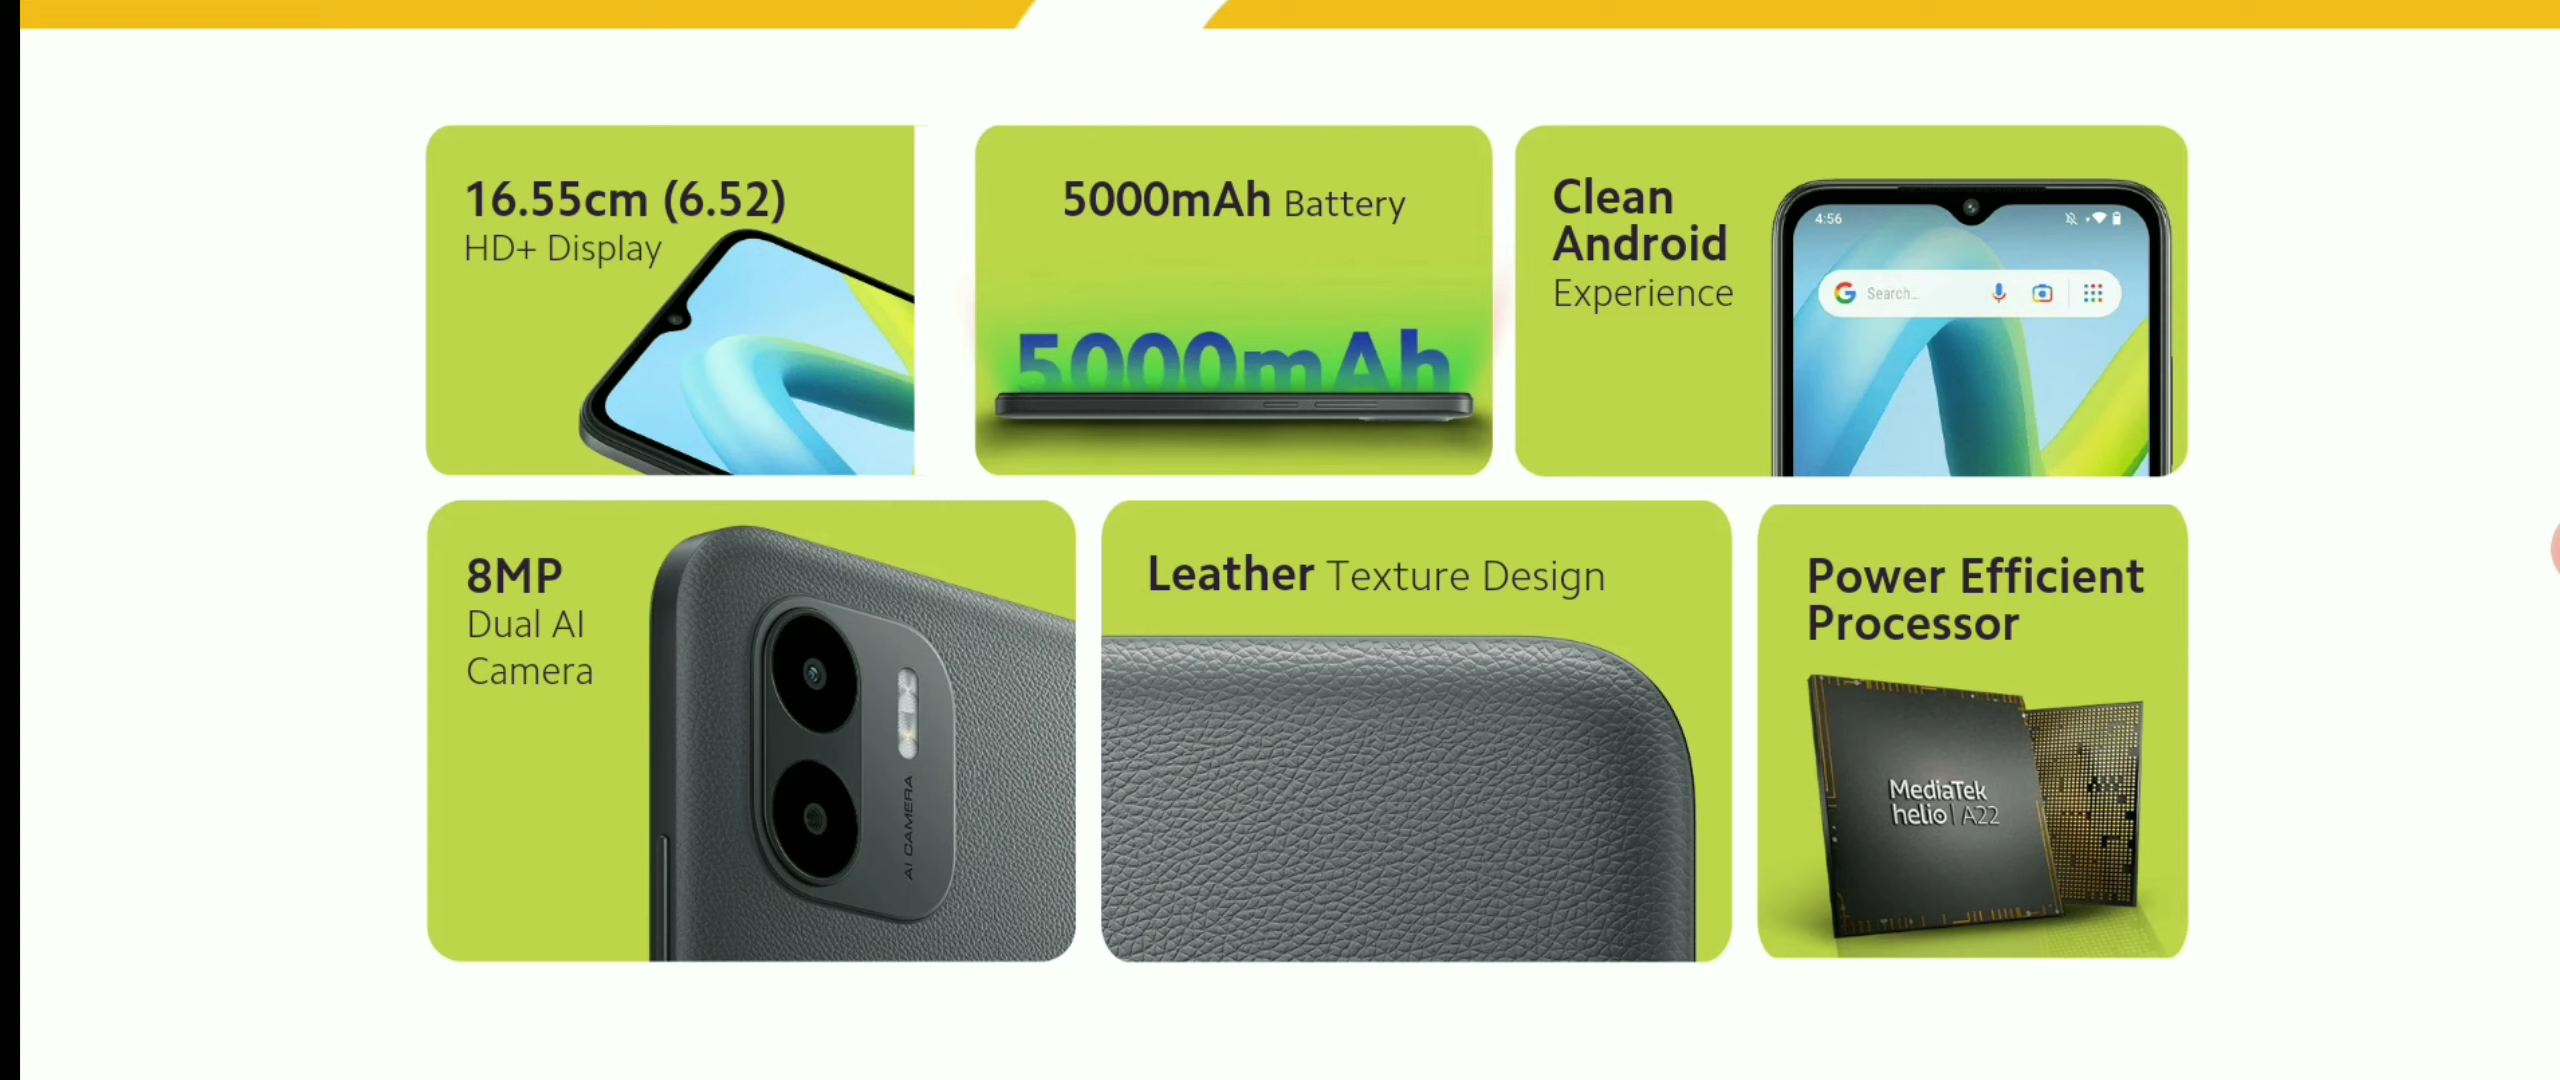 16.55cm (6.52)
HD+ Display
5000mAh Battery
5000mAh
Clean
Android
Experience
4:56
Search...
8MP
Dual AI
Camera
AI CAMERA
Leather Texture Design
Power Efficient
Processor
MediaTek
helio A22